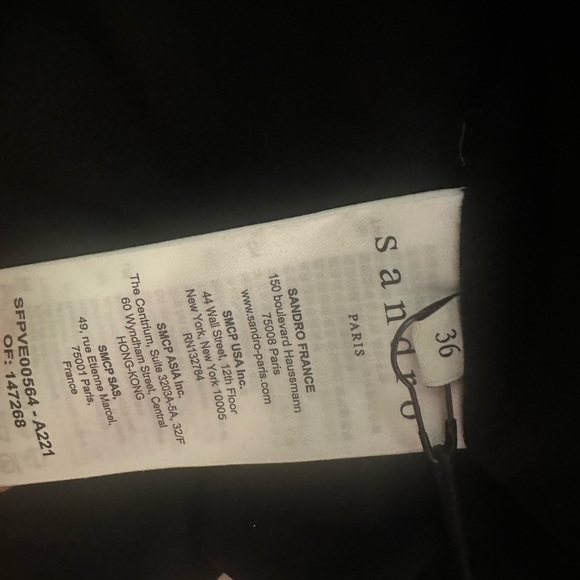 36
sandro
PARIS
SANDRO FRANCE
150 boulevard Haussmann
75008 Paris
www.sandro-paris.com
SMCP USA Inc.
44 Wall Street, 12th Floor
New York, New York 10005
RN132764
SMCP ASIA Inc.
The Centrium, Suite 3203A-5A, 32/F
60 Wyndham Street, Central
HONG-KONG
SMCP SAS,
49, rue Etienne Marcel,
75001 Paris,
France
SFPVE00564 - A221
OF: 147268